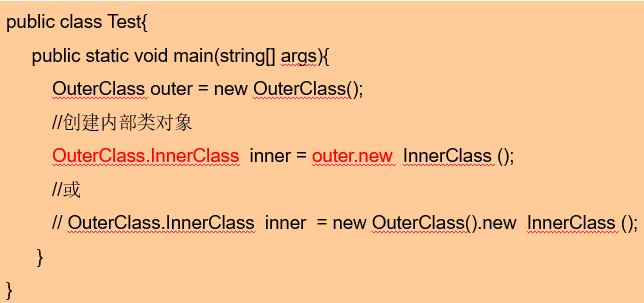 public class Test{
public static void main(string[] args){
OuterClass outer = new OuterClass();
//创建内部类对象
OuterClass.InnerClass inner = outer.new InnerClass ();
//或
// OuterClass.InnerClass inner = new OuterClass().new InnerClass ();
}
}